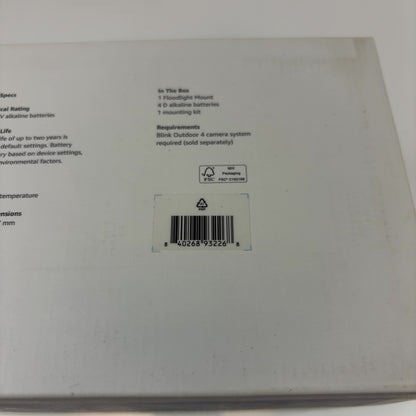 Specs
cal Rating
V alkaline batteries
Life
ife of up to two years is
default settings. Battery
ry based on device settings,
nvironmental factors.
temperature
ensions
mm
In The Box
1 Floodlight Mount
4 D alkaline batteries
1 mounting kit
Requirements
Blink Outdoor 4 camera system
required (sold separately)
FSC
MIX
Packaging
8 40268 93226 8